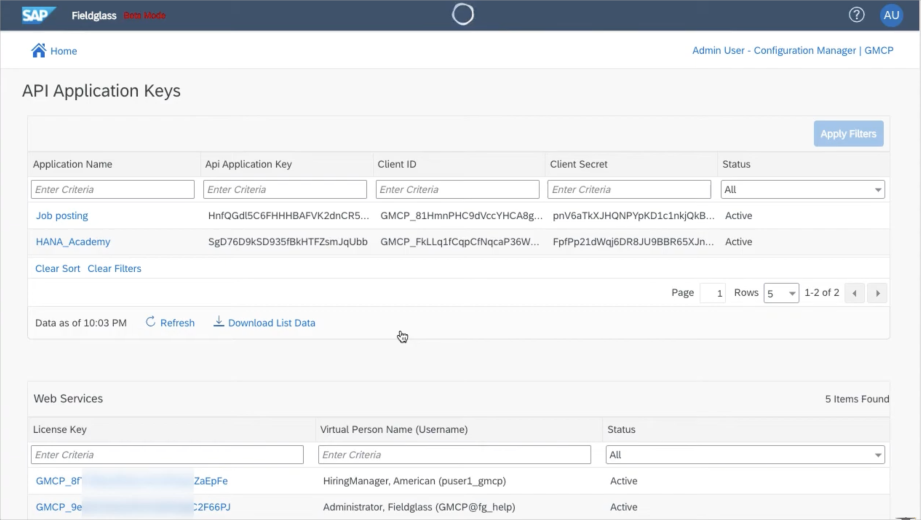 SAP Fieldglass Beta Mode ? AU
Home Admin User - Configuration Manager | GMCP
API Application Keys
Apply Filters
Application Name Api Application Key Client ID Client Secret Status
Enter Criteria Enter Criteria Enter Criteria Enter Criteria All
Job posting HnfQGdl5C6FHHHBAFVK2dnCR5... GMCP_81HmnPHC9dVccYHCA8g... pnV6aTkXJHQNPYpKD1c1nkjQkB... Active
HANA_Academy SgD76D9kSD935fBkHTFZsmJqUbb GMCP_FkLLq1fCqpCfNqcaP36W... FpfPp21dWqj6DR8JU9BBR65XJn... Active
Clear Sort Clear Filters
Page 1 Rows 5 1-2 of 2
Data as of 10:03 PM Refresh Download List Data
Web Services 5 Items Found
License Key Virtual Person Name (Username) Status
Enter Criteria Enter Criteria All
GMCP_8f ZaEpFe HiringManager, American (puser1_gmcp) Active
GMCP_9e C2F66PJ Administrator, Fieldglass (GMCP@fg_help) Active